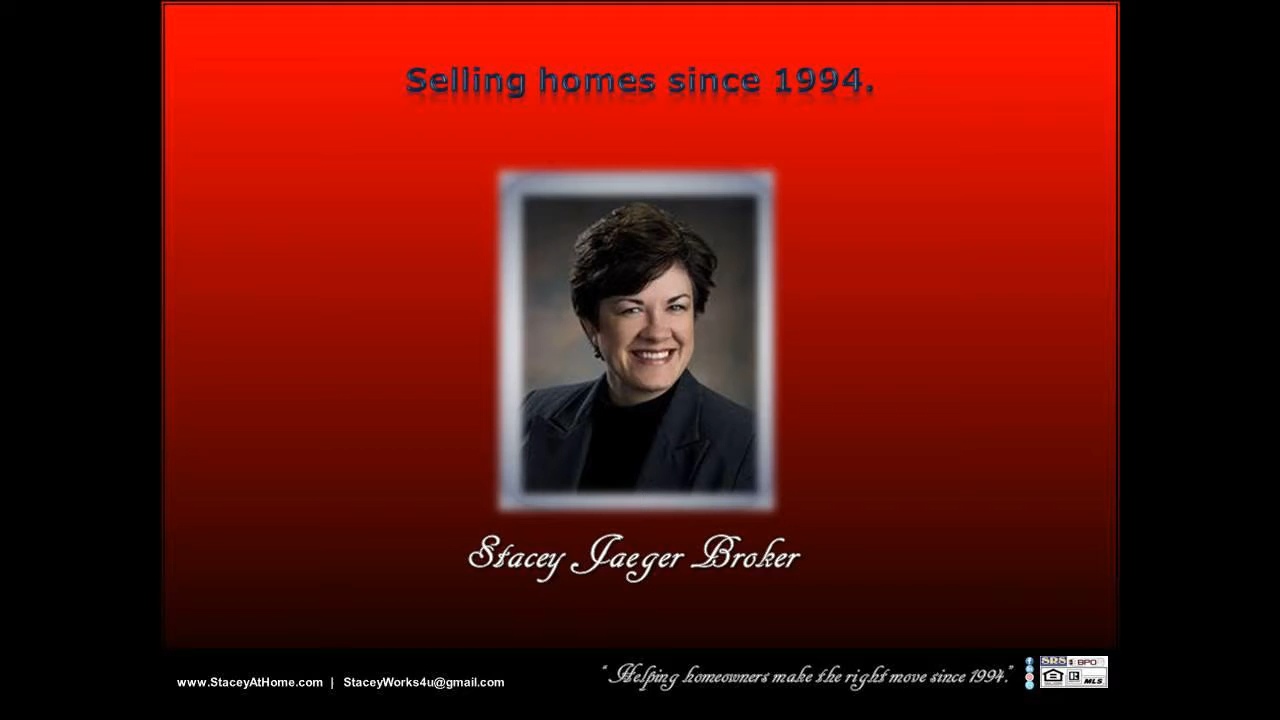 Selling homes since 1994.
Stacey Jaeger Broker
www.StaceyAtHome.com | StaceyWorks4u@gmail.com
“Helping homeowners make the right move since 1994.”
SRS BPO
R MLS